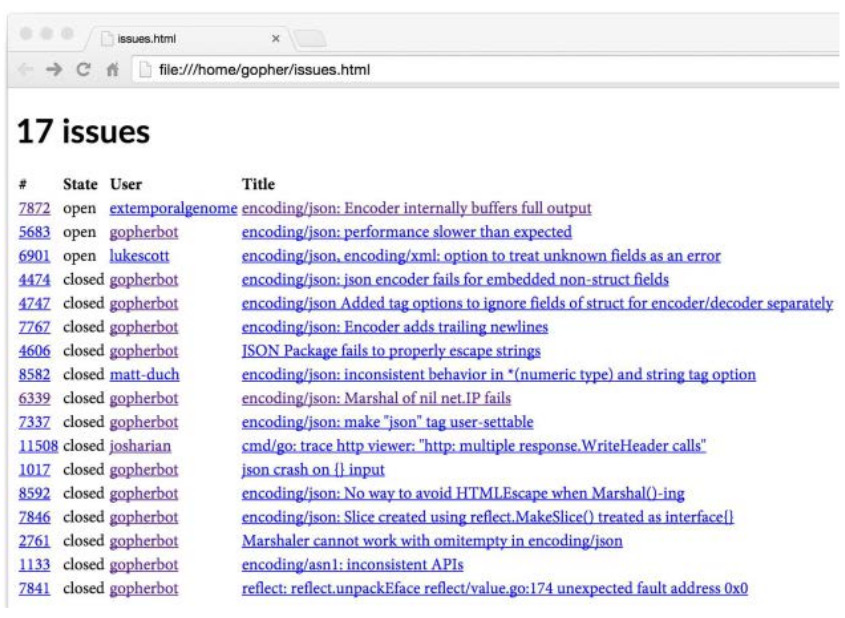 issues.html
file:///home/gopher/issues.html
17 issues
# State User Title
7872 open extemporalgenome encoding/json: Encoder internally buffers full output
5683 open gopherbot encoding/json: performance slower than expected
6901 open lukescott encoding/json, encoding/xml: option to treat unknown fields as an error
4474 closed gopherbot encoding/json: json encoder fails for embedded non-struct fields
4747 closed gopherbot encoding/json Added tag options to ignore fields of struct for encoder/decoder separately
7767 closed gopherbot encoding/json: Encoder adds trailing newlines
4606 closed gopherbot JSON Package fails to properly escape strings
8582 closed matt-duch encoding/json: inconsistent behavior in *(numeric type) and string tag option
6339 closed gopherbot encoding/json: Marshal of nil net.IP fails
7337 closed gopherbot encoding/json: make "json" tag user-settable
11508 closed josharian cmd/go: trace http viewer: "http: multiple response.WriteHeader calls"
1017 closed gopherbot json crash on {} input
8592 closed gopherbot encoding/json: No way to avoid HTMLEscape when Marshal()-ing
7846 closed gopherbot encoding/json: Slice created using reflect.MakeSlice() treated as interface{}
2761 closed gopherbot Marshaler cannot work with omitempty in encoding/json
1133 closed gopherbot encoding/asn1: inconsistent APIs
7841 closed gopherbot reflect: reflect.unpackEface reflect/value.go:174 unexpected fault address 0x0